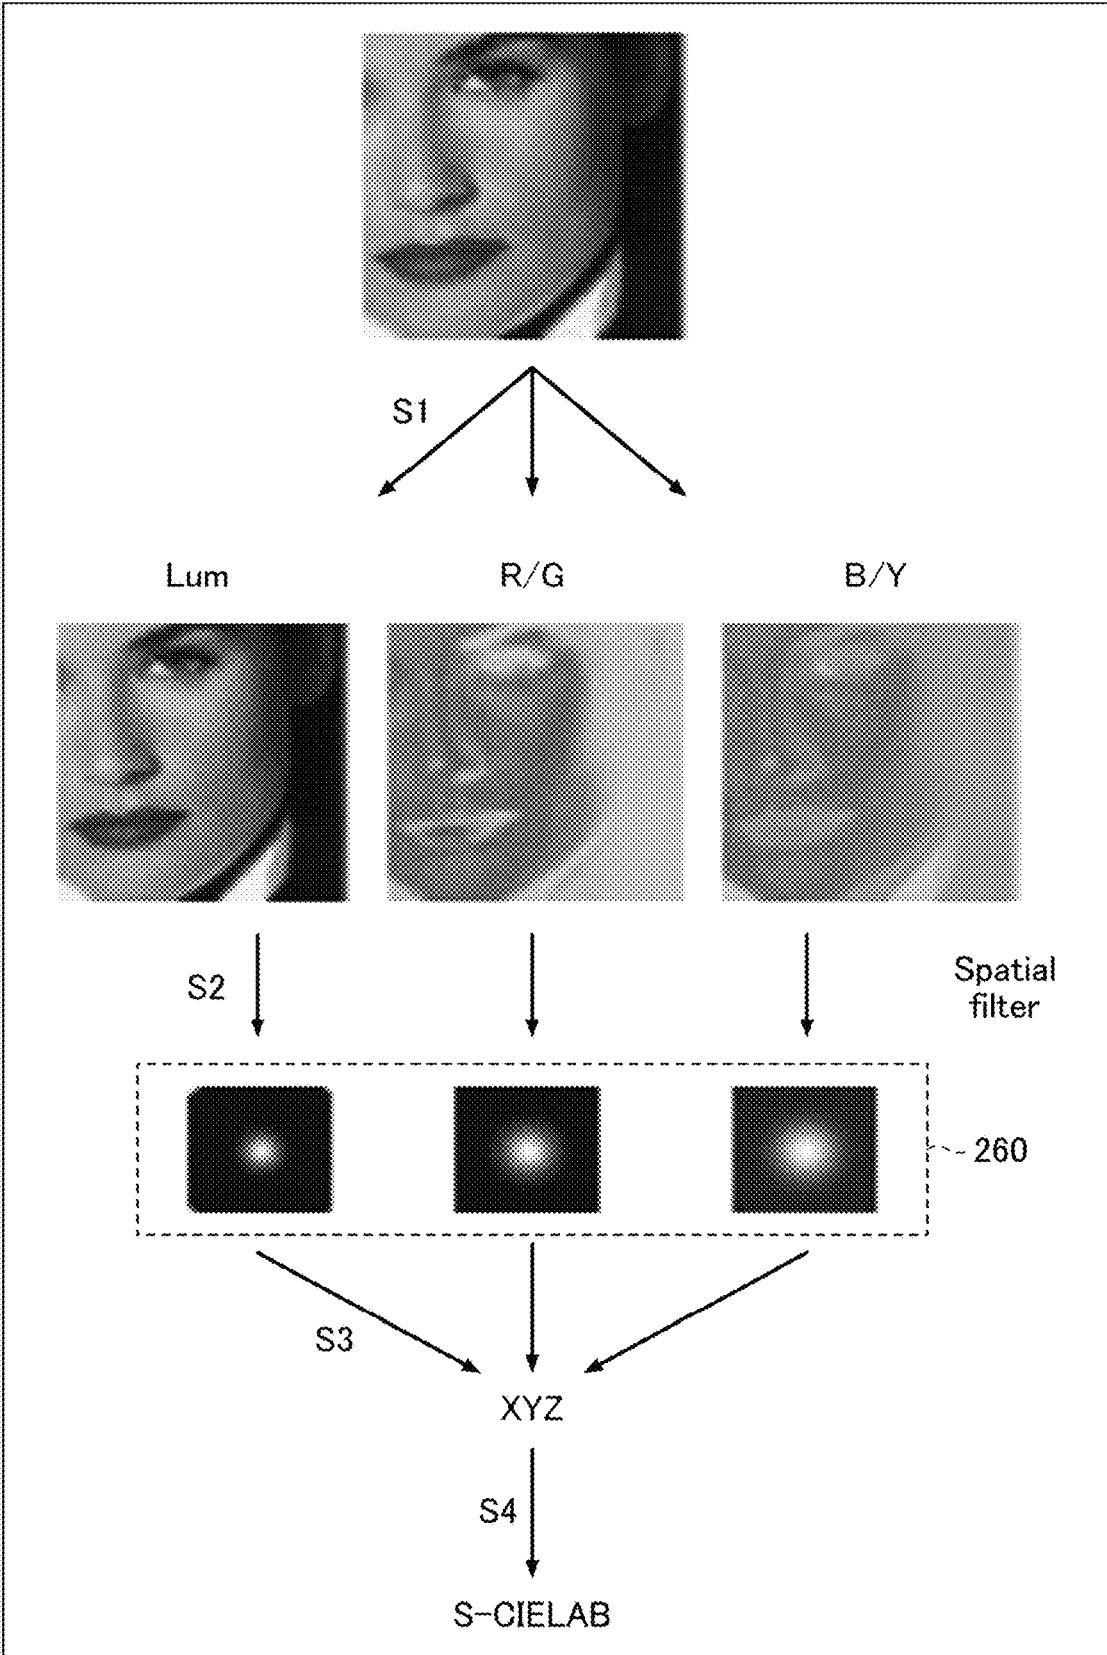 S1
Lum
R/G
B/Y
S2
Spatial
filter
260
S3
XYZ
S4
S-CIELAB